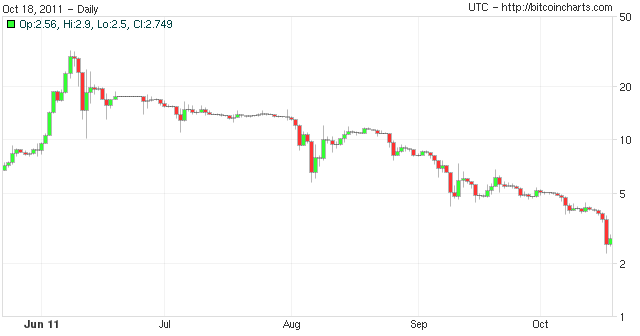 Oct 18, 2011 – Daily
UTC – http://bitcoincharts.com
Op:2.56, Hi:2.9, Lo:2.5, Cl:2.749
50
20
10
5
2
1
Jun 11
Jul
Aug
Sep
Oct